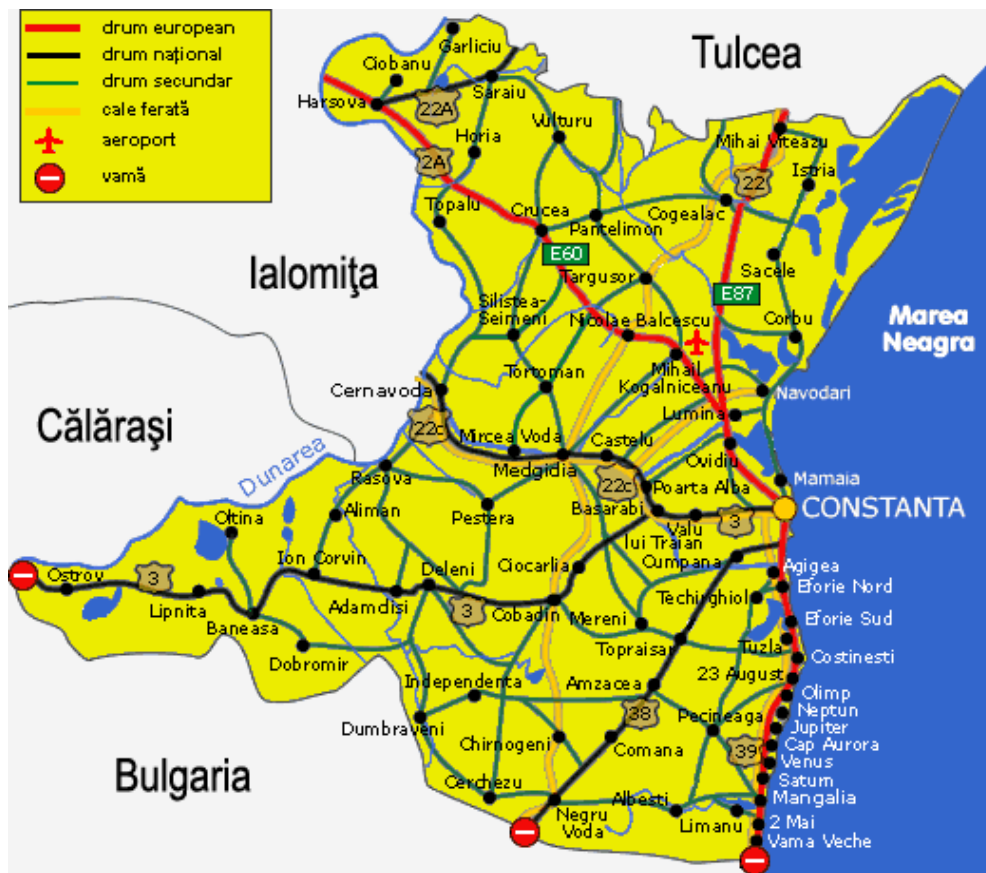 drum european
drum național
drum secundar
cale ferată
aeroport
vamă
Tulcea
Garliciu
Ciobanu
Harsova
22A
Saraiu
Horia
Vulturu
Mihai Viteazu
2A
22
Istria
Topalu
Crucea
Pantelimon
Cogealac
E60
Ialomiţa
Targusor
Sacele
E87
Silistea-
Seimeni
Nicolae Balcescu
Corbu
Marea
Neagra
Mihail
Kogalniceanu
Tortoman
Cernavoda
Navodari
Lumina
Călăraşi
22c
Mircea Voda
Castelu
Medgidia
Ovidiu
Dunarea
Rasova
22c
Poarta Alba
Mamaia
Oltina
Aliman
Pestera
Basarabi
Valu
lui Traian
3
CONSTANTA
Ion Corvin
Deleni
Ciocarlia
Cumpana
Agigea
Ostrov
3
Lipnita
Baneasa
Adamclisi
3
Cobadin
Mereni
Techirghiol
Eforie Nord
Eforie Sud
Dobromir
Topraisar
Tuzla
Costinesti
23 August
Independenta
Amzacea
Olimp
Dumbraveni
38
Pecineaga
Neptun
Jupiter
Chirnogeni
Comana
39
Cap Aurora
Venus
Bulgaria
Cerchezu
Saturn
Albesti
Mangalia
Negru
Voda
Limanu
2 Mai
Vama Veche